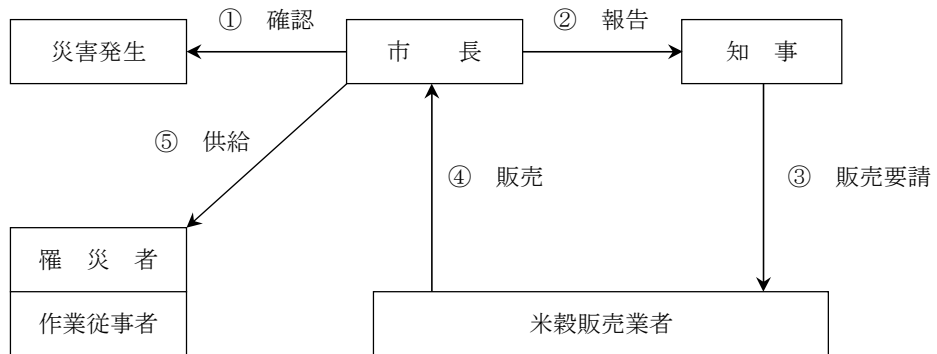 ① 確認
② 報告
災害発生
市 長
知 事
⑤ 供給
④ 販売
③ 販売要請
罹 災 者
作業従事者
米穀販売業者